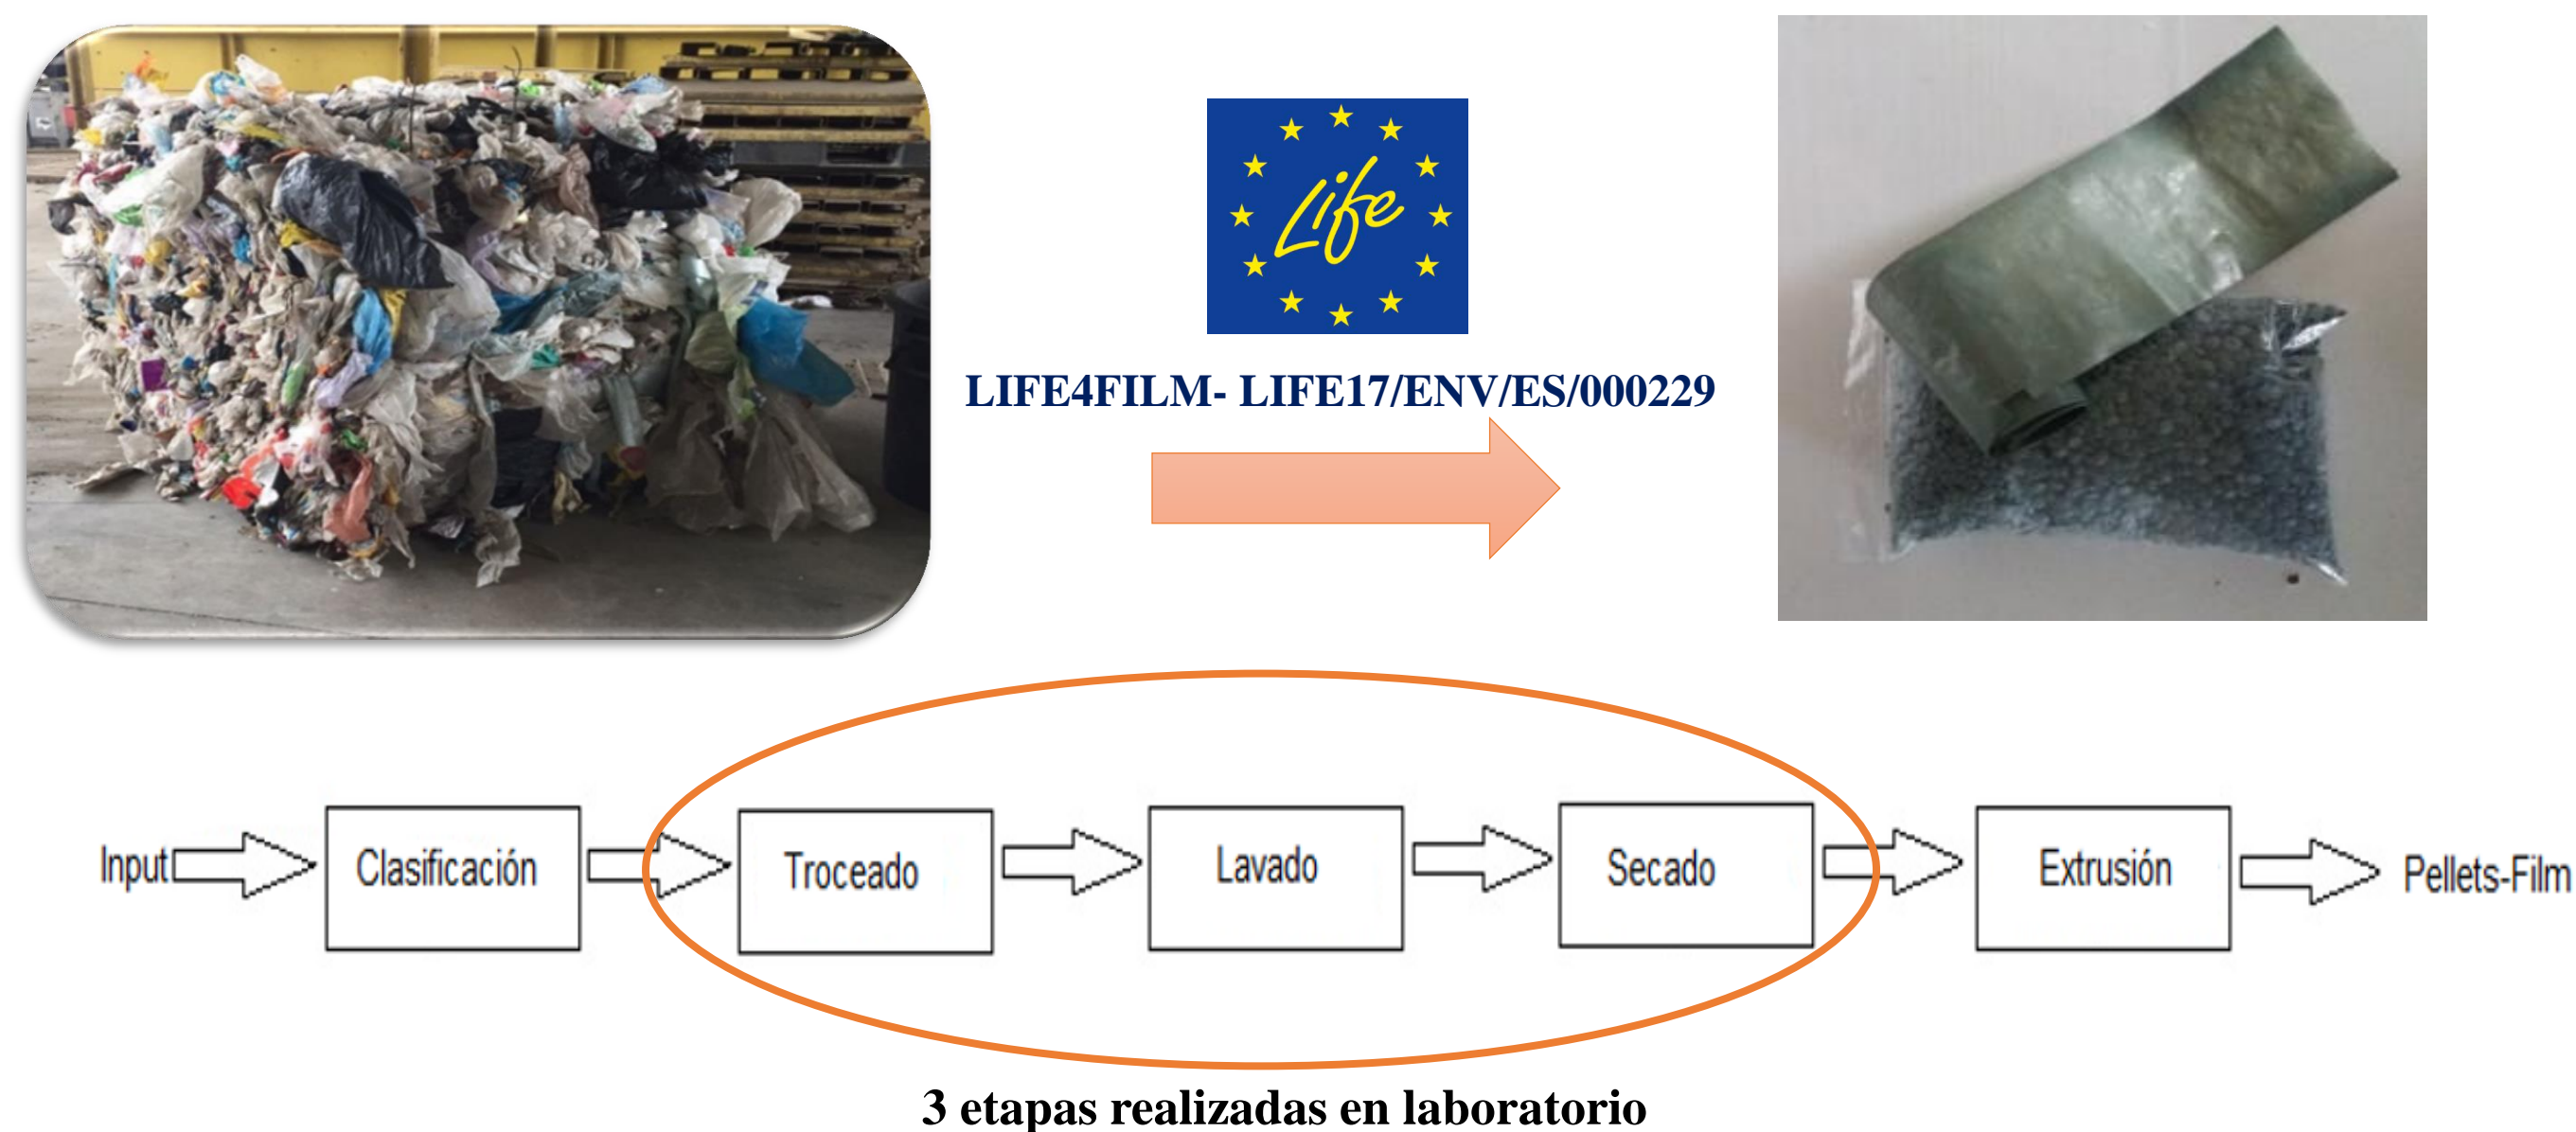 Life
LIFE4FILM- LIFE17/ENV/ES/000229
Input
Clasificación
Troceado
Lavado
Secado
Extrusión
Pellets-Film
3 etapas realizadas en laboratorio